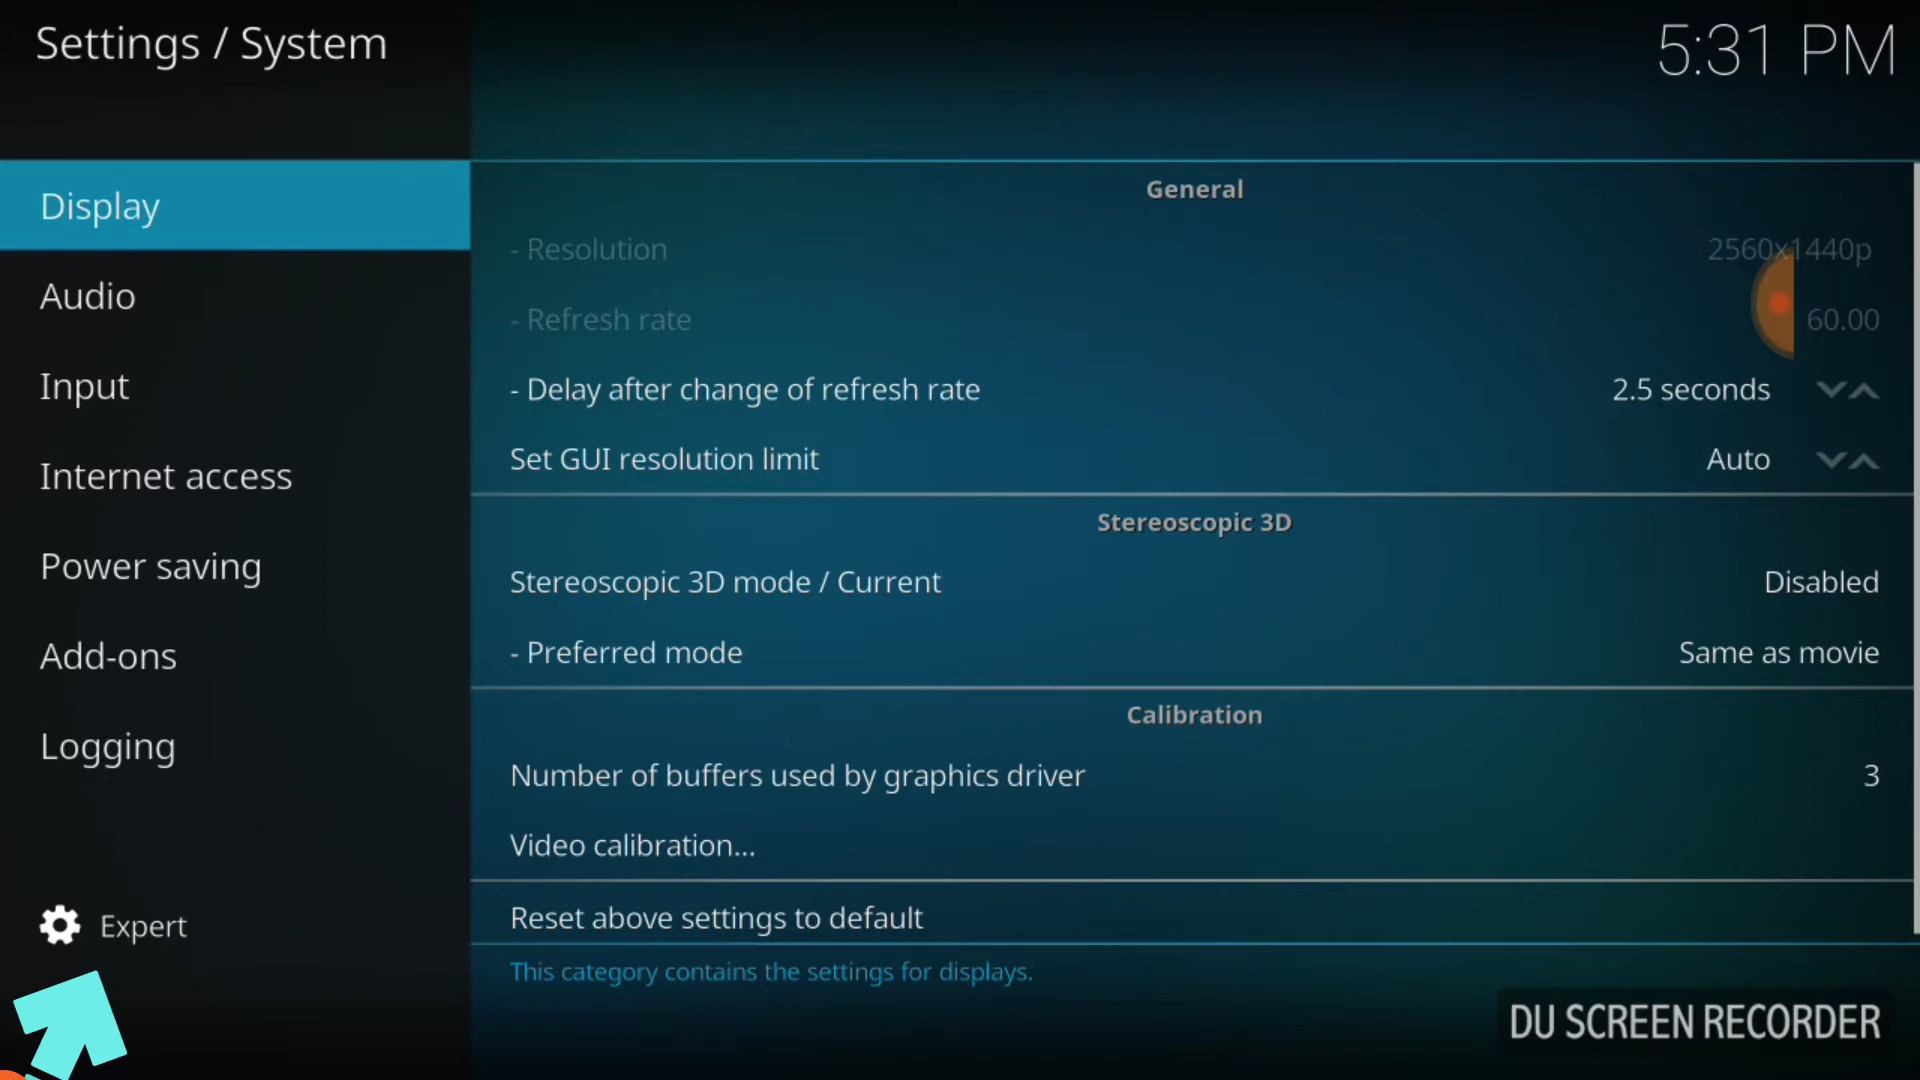 Settings / System
5:31 PM
Display
Audio
Input
Internet access
Power saving
Add-ons
Logging
Expert
General
- Resolution 2560x1440p
- Refresh rate 60.00
- Delay after change of refresh rate 2.5 seconds
Set GUI resolution limit Auto
Stereoscopic 3D
Stereoscopic 3D mode / Current Disabled
- Preferred mode Same as movie
Calibration
Number of buffers used by graphics driver 3
Video calibration...
Reset above settings to default
This category contains the settings for displays.
DU SCREEN RECORDER